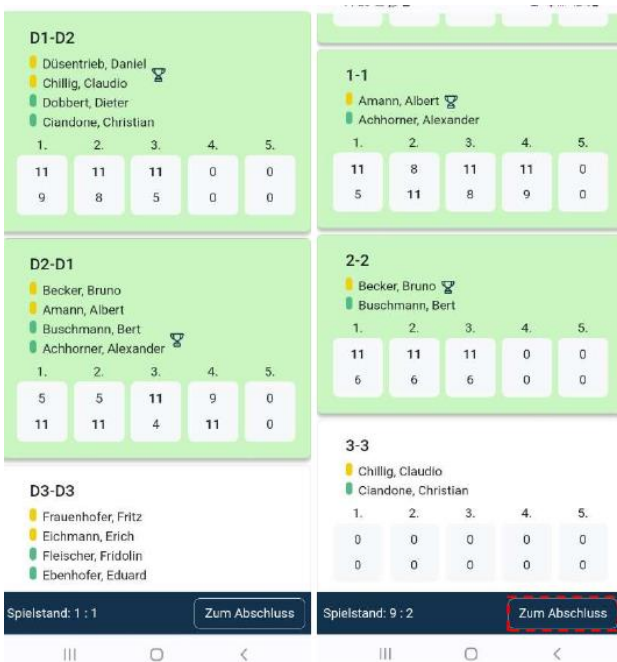 D1-D2
Düsentrieb, Daniel
Chillig, Claudio
Dobbert, Dieter
Ciandone, Christian
1. 2. 3. 4. 5.
11 11 11 0 0
9 8 5 0 0
D2-D1
Becker, Bruno
Amann, Albert
Buschmann, Bert
Achhorner, Alexander
1. 2. 3. 4. 5.
5 5 11 9 0
11 11 4 11 0
D3-D3
Frauenhofer, Fritz
Eichmann, Erich
Fleischer, Fridolin
Ebenhofer, Eduard
Spielstand: 1 : 1 Zum Abschluss
1-1
Amann, Albert
Achhorner, Alexander
1. 2. 3. 4. 5.
11 8 11 11 0
5 11 8 9 0
2-2
Becker, Bruno
Buschmann, Bert
1. 2. 3. 4. 5.
11 11 11 0 0
6 6 6 0 0
3-3
Chillig, Claudio
Ciandone, Christian
1. 2. 3. 4. 5.
0 0 0 0 0
0 0 0 0 0
Spielstand: 9 : 2 Zum Abschluss